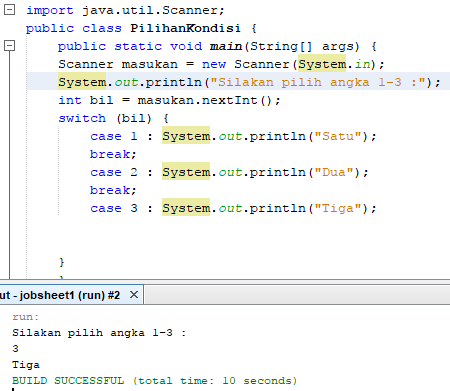 import java.util.Scanner;
public class PilihanKondisi {
public static void main(String[] args) {
Scanner masukan = new Scanner(System.in);
System.out.println("Silakan pilih angka 1-3 :");
int bil = masukan.nextInt();
switch (bil) {
case 1 : System.out.println("Satu");
break;
case 2 : System.out.println("Dua");
break;
case 3 : System.out.println("Tiga");
}
}
ut - jobsheet1 (run) #2 ×
run:
Silakan pilih angka 1-3 :
3
Tiga
BUILD SUCCESSFUL (total time: 10 seconds)